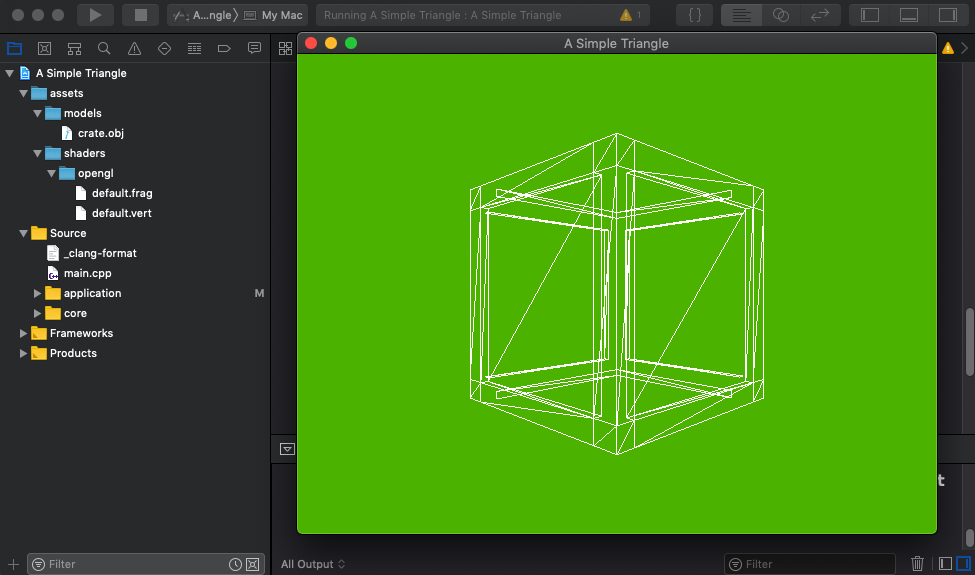 A...ngle
My Mac
Running A Simple Triangle : A Simple Triangle
1
A Simple Triangle
A Simple Triangle
assets
models
crate.obj
shaders
opengl
default.frag
default.vert
Source
_clang-format
main.cpp
application
M
core
Frameworks
Products
t
Filter
All Output
Filter